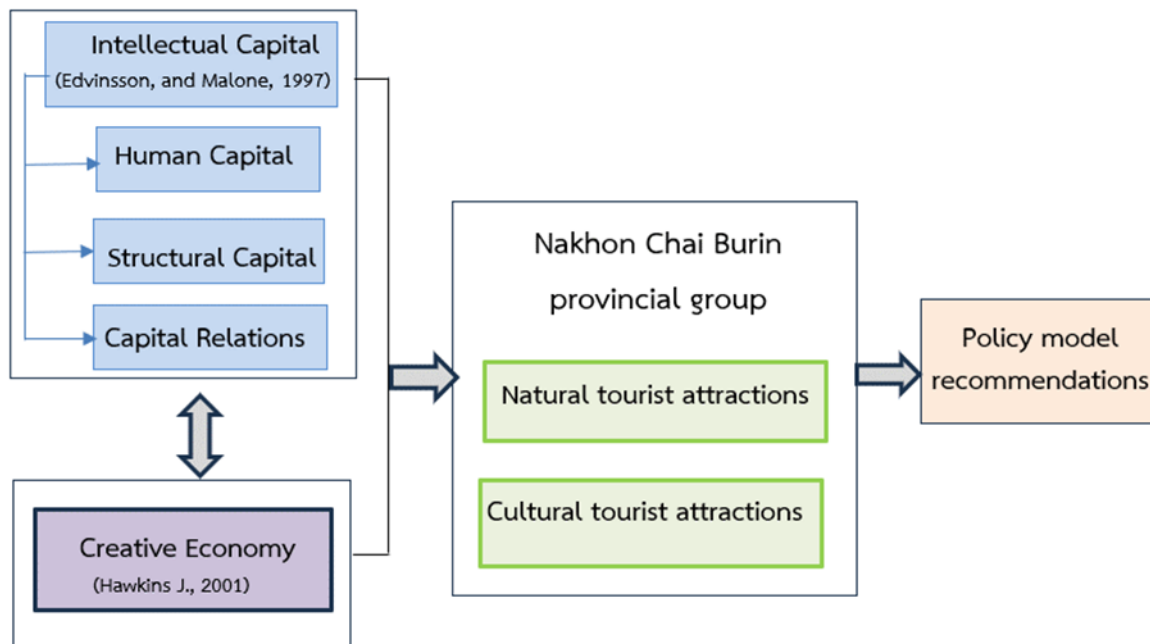 Intellectual Capital
(Edvinsson, and Malone, 1997)
Human Capital
Structural Capital
Capital Relations
Creative Economy
(Hawkins J., 2001)
Nakhon Chai Burin
provincial group
Natural tourist attractions
Cultural tourist attractions
Policy model
recommendations